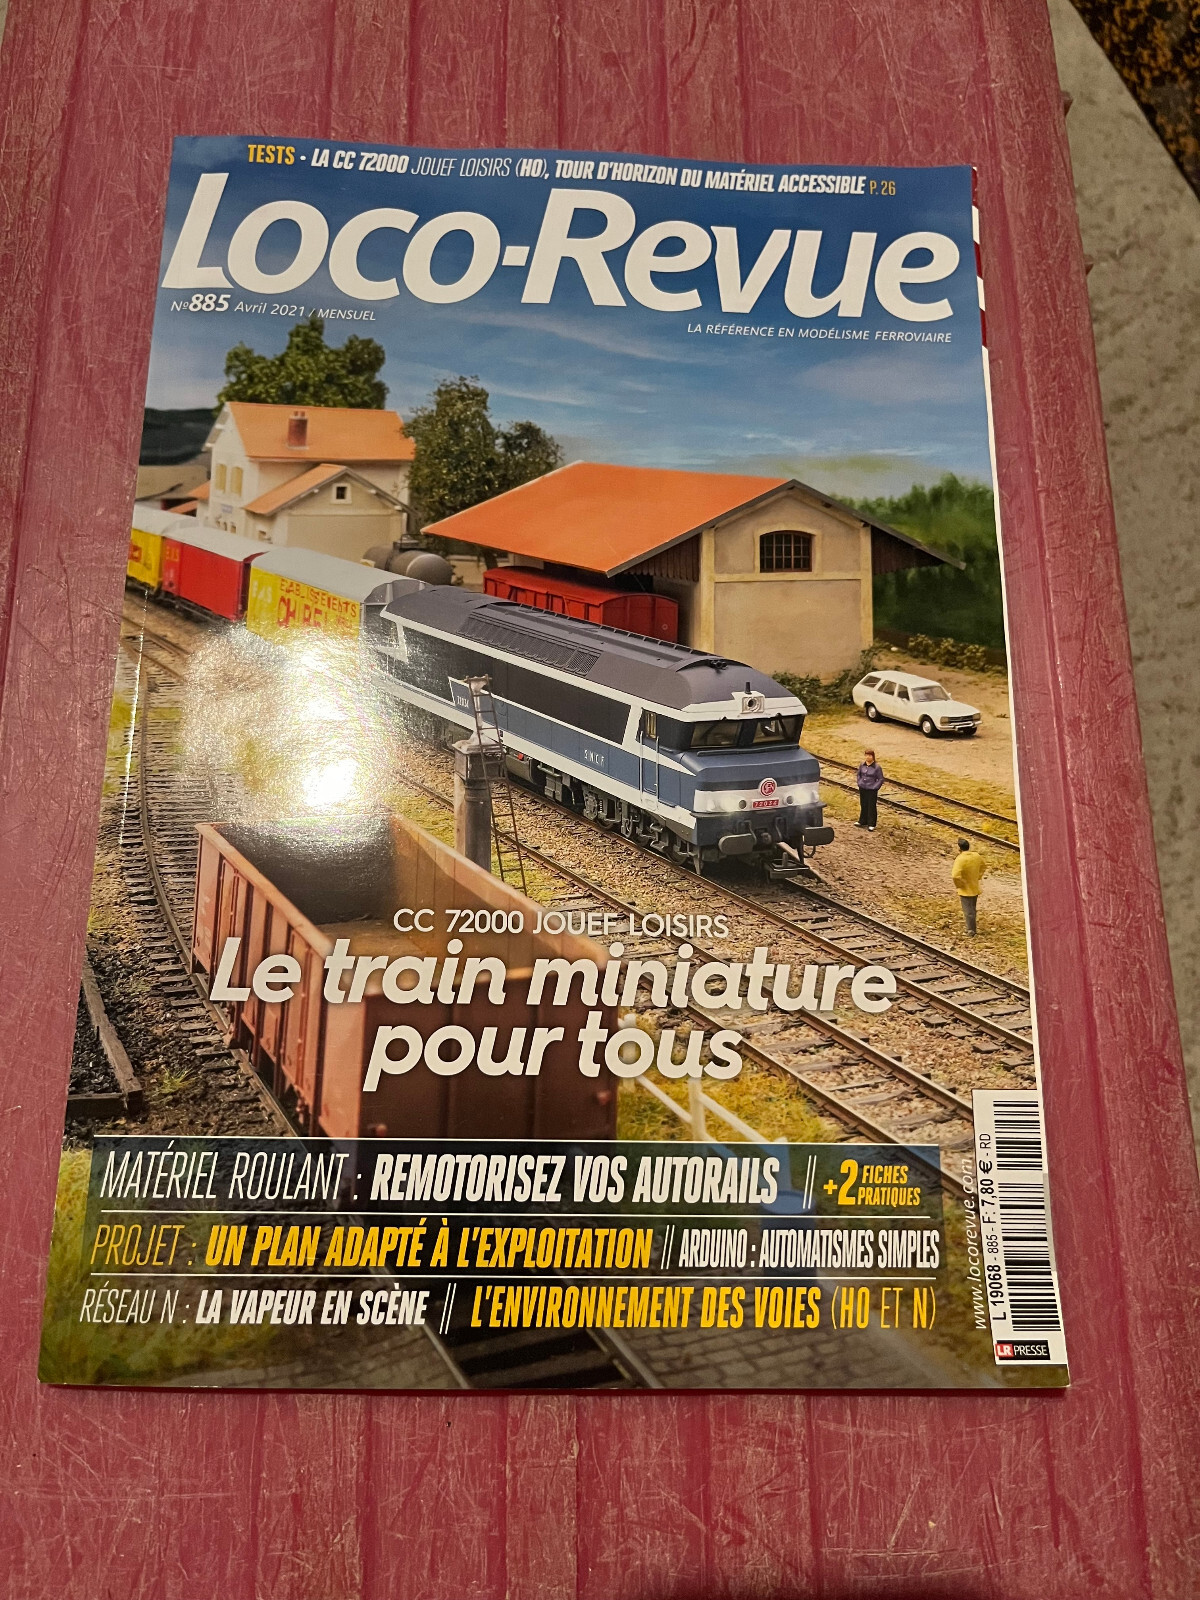 TESTS • LA CC 72000 JOUEF LOISIRS (HO), TOUR D'HORIZON DU MATÉRIEL ACCESSIBLE P. 26
LOCO-REVUE
N°885 Avril 2021 / MENSUEL
LA RÉFÉRENCE EN MODÉLISME FERROVIAIRE
ETABLISSEMENTS
SNCF
CC 72000 JOUEF LOISIRS
Le train miniature
pour tous
MATÉRIEL ROULANT : REMOTORISEZ VOS AUTORAILS // +2 FICHES PRATIQUES
PROJET : UN PLAN ADAPTÉ À L'EXPLOITATION // ARDUINO : AUTOMATISMES SIMPLES
RÉSEAU N : LA VAPEUR EN SCÈNE // L'ENVIRONNEMENT DES VOIES (HO ET N)
www.locorevue.com
L 19068 - 885 - F: 7,80 € - RD
LR PRESSE